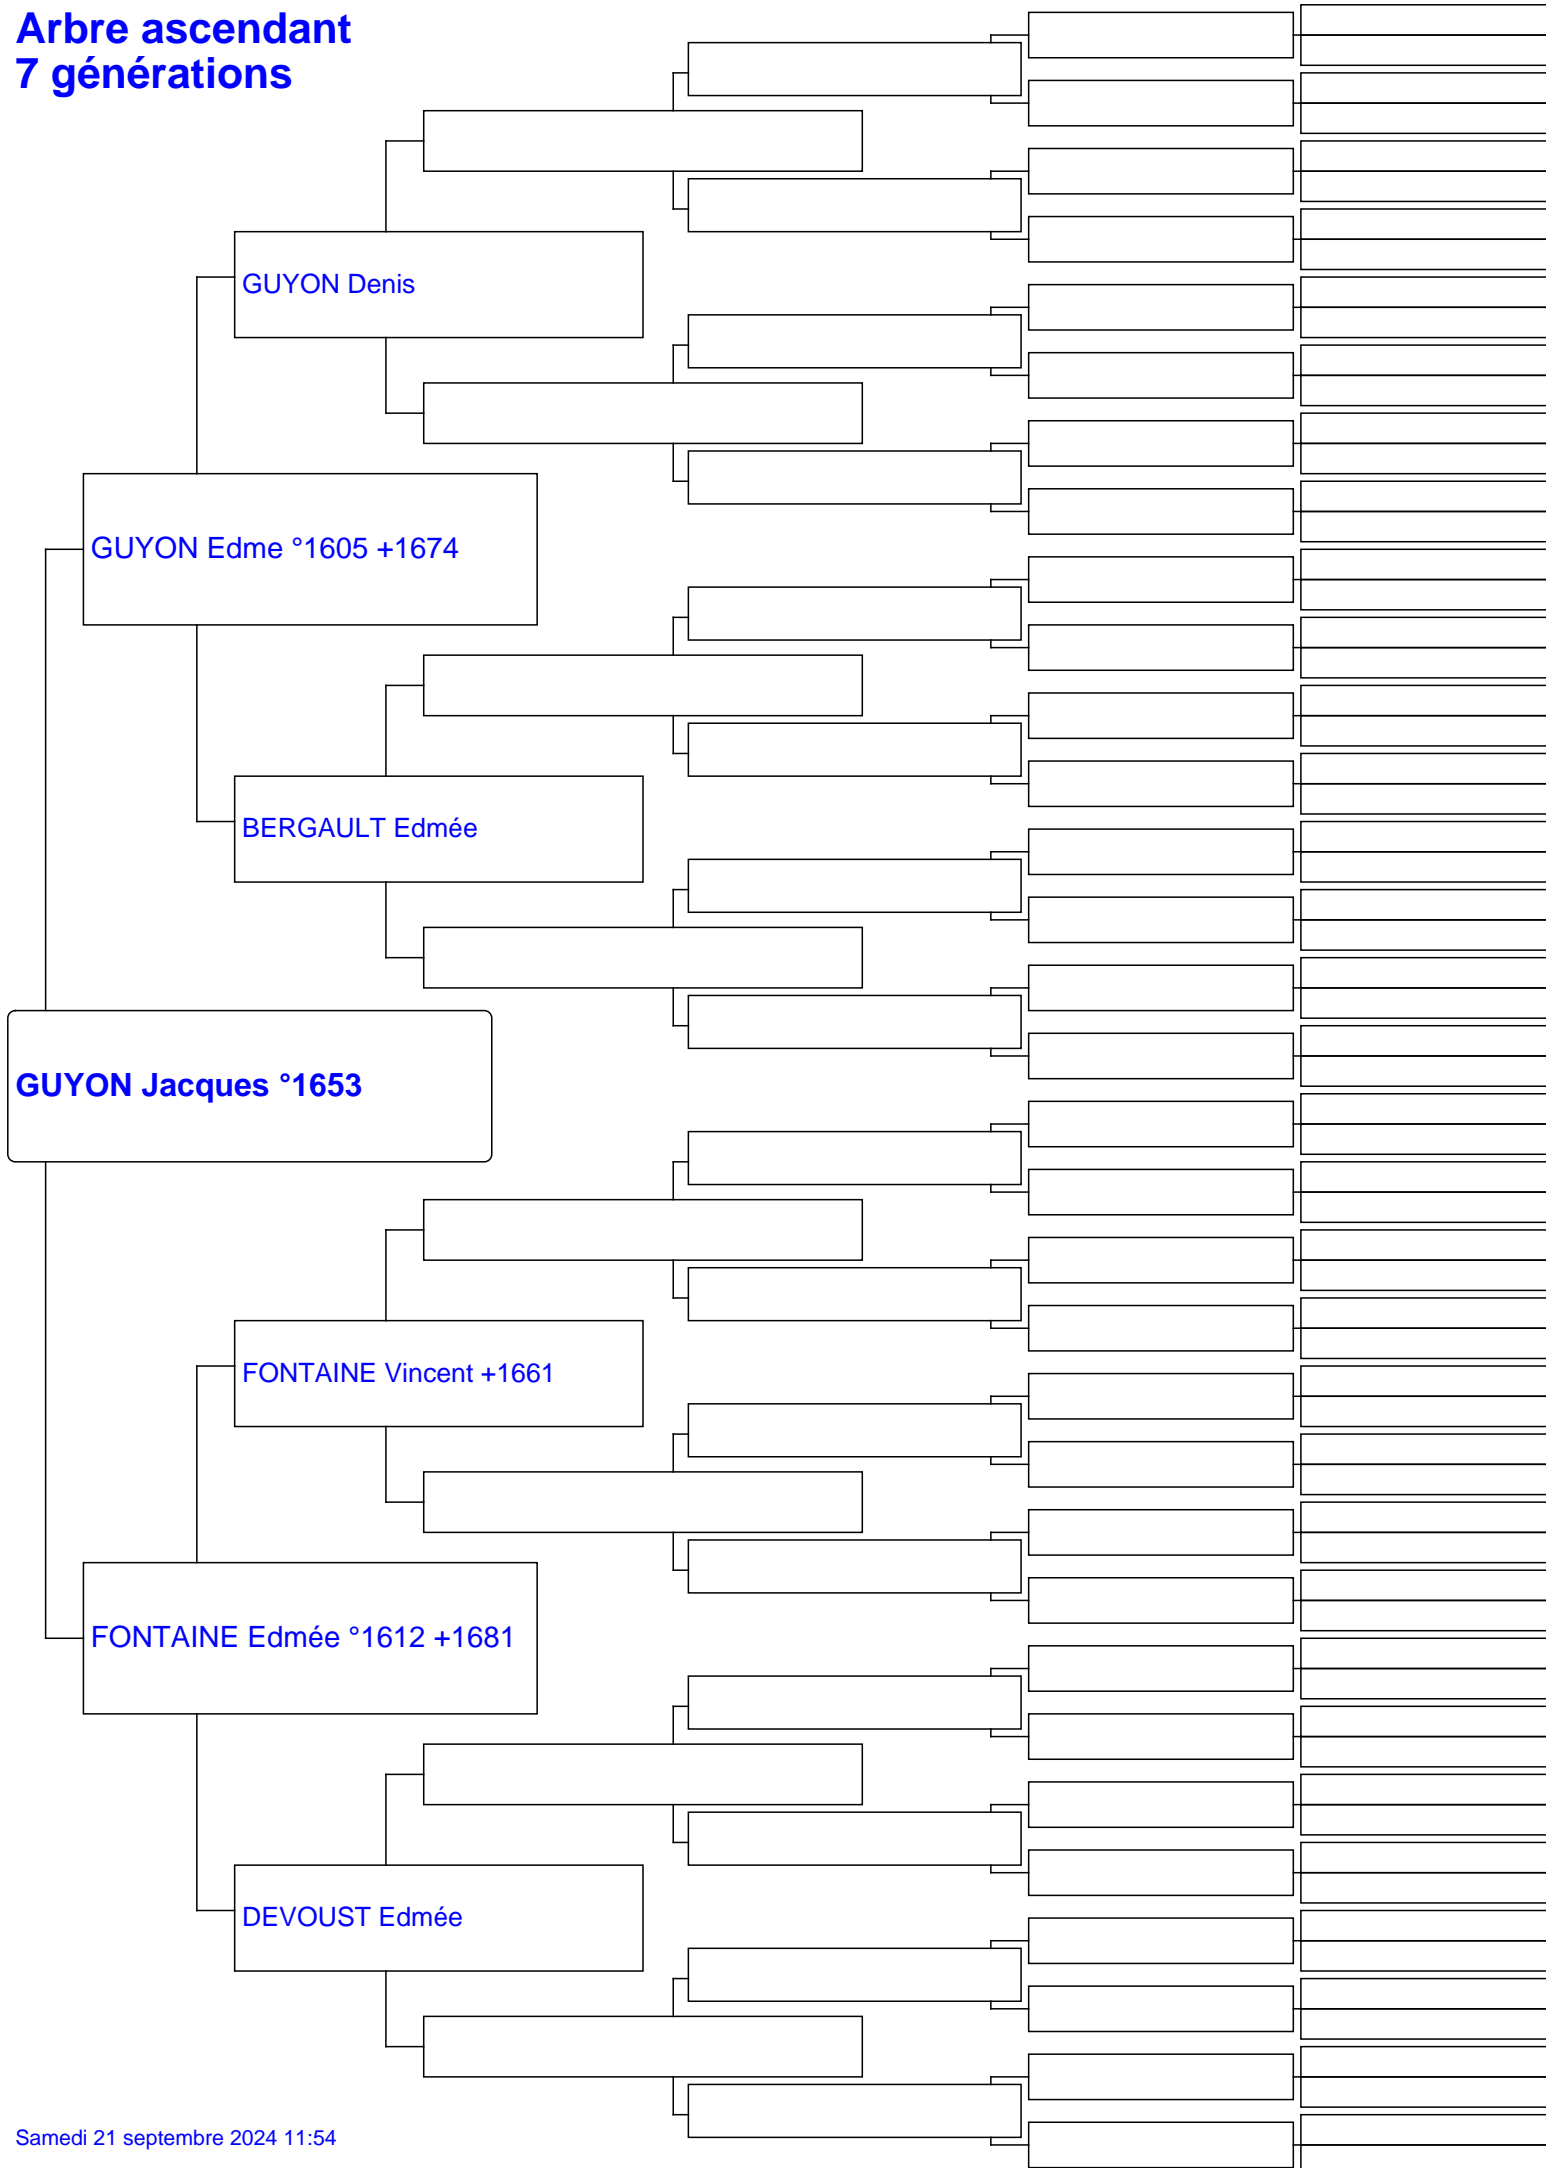 Arbre ascendant
7 générations
GUYON Denis
GUYON Edme °1605 +1674
BERGAULT Edmée
GUYON Jacques °1653
FONTAINE Vincent +1661
FONTAINE Edmée °1612 +1681
DEVOUST Edmée
Samedi 21 septembre 2024 11:54